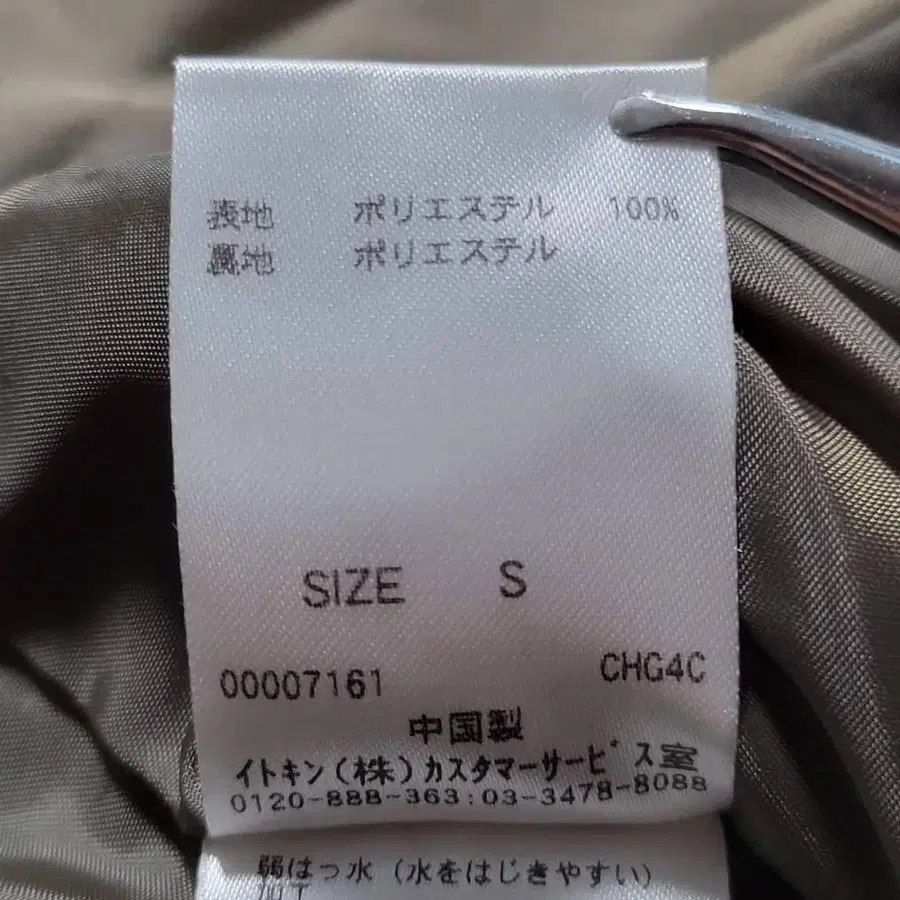 表地 ポリエステル 100%
裏地 ポリエステル
SIZE S
00007161 CHG4C
中国製
イトキン(株)カスタマーサービス室
0120-888-363:03-3478-8088
弱はっ水(水をはじきやすい)
加工